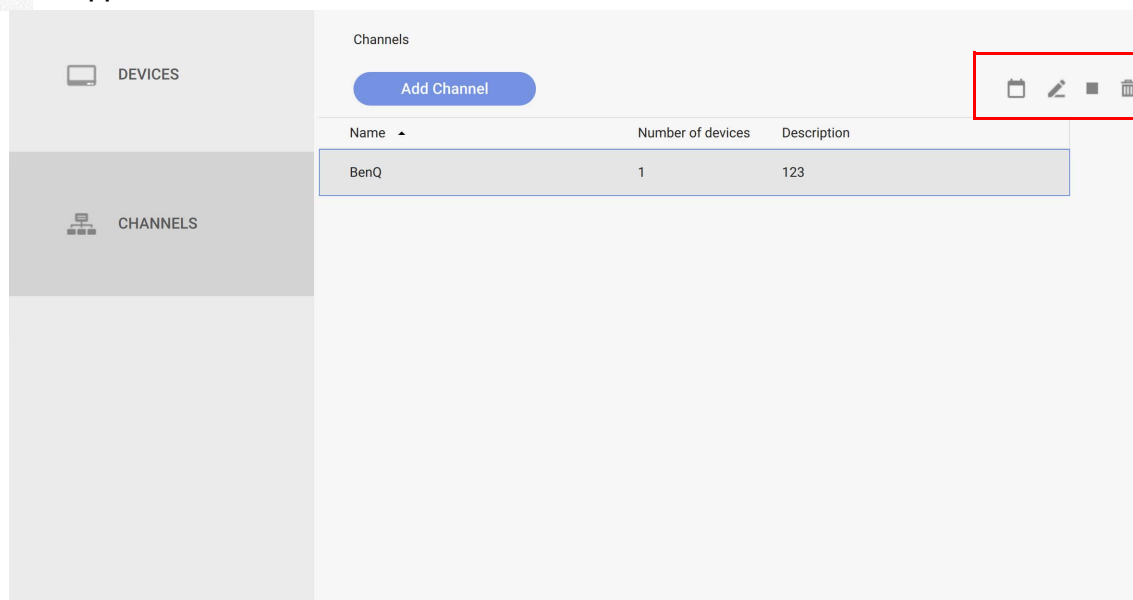 DEVICES
CHANNELS
Channels
Add Channel
Name Number of devices Description
BenQ 1 123